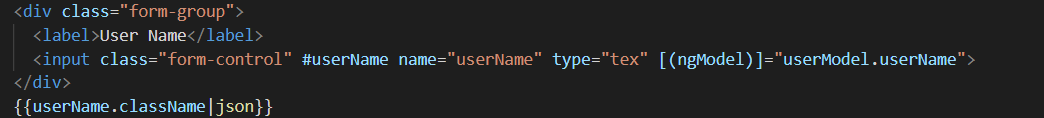 <div class="form-group">
<label>User Name</label>
<input class="form-control" #userName name="userName" type="tex" [(ngModel)]="userModel.userName">
</div>
{{userName.className|json}}